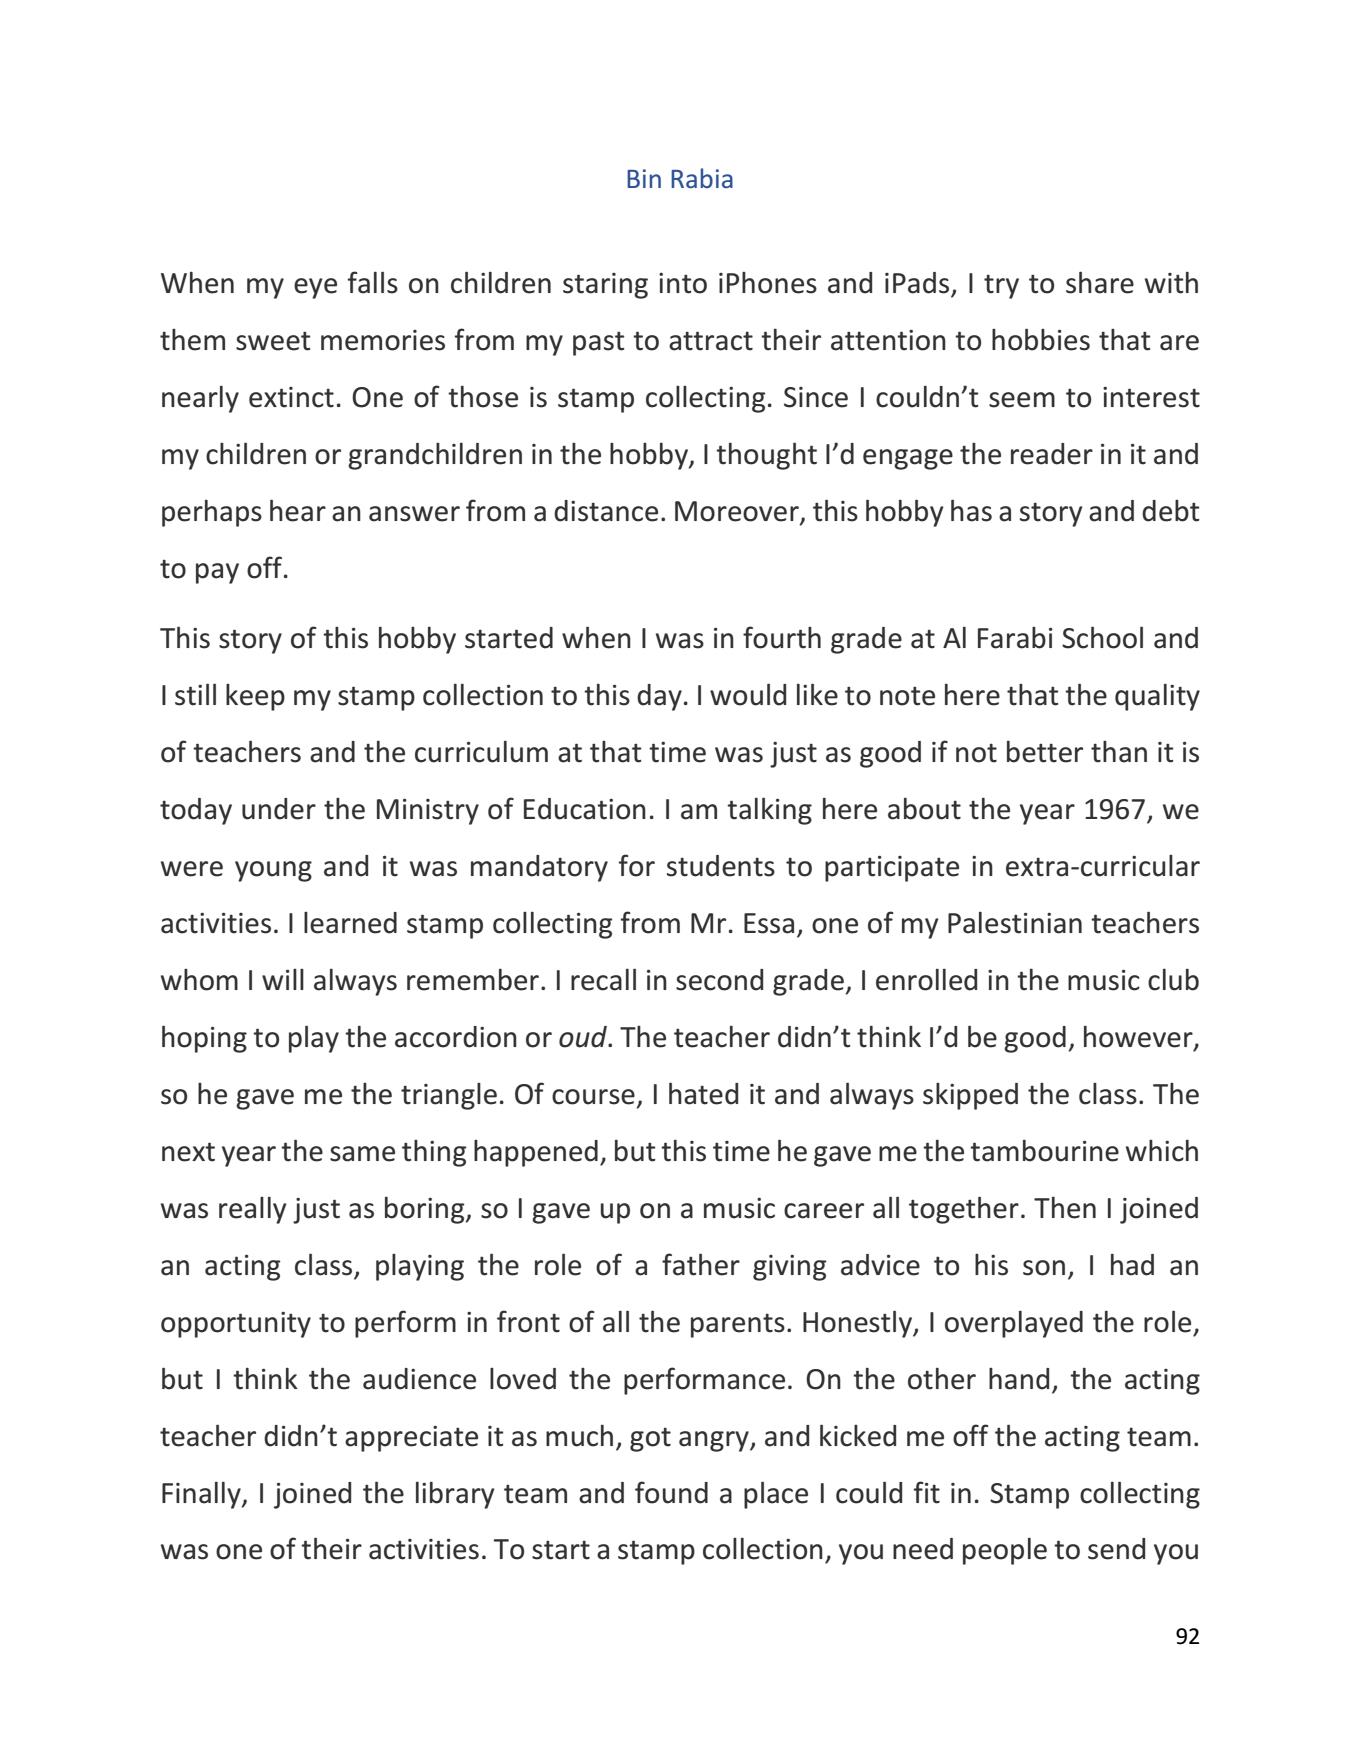 Bin Rabia
When my eye falls on children staring into iPhones and iPads, I try to share with
them sweet memories from my past to attract their attention to hobbies that are
nearly extinct. One of those is stamp collecting. Since I couldn’t seem to interest
my children or grandchildren in the hobby, I thought I’d engage the reader in it and
perhaps hear an answer from a distance. Moreover, this hobby has a story and debt
to pay off.
This story of this hobby started when I was in fourth grade at Al Farabi School and
I still keep my stamp collection to this day. I would like to note here that the quality
of teachers and the curriculum at that time was just as good if not better than it is
today under the Ministry of Education. I am talking here about the year 1967, we
were young and it was mandatory for students to participate in extra-curricular
activities. I learned stamp collecting from Mr. Essa, one of my Palestinian teachers
whom I will always remember. I recall in second grade, I enrolled in the music club
hoping to play the accordion or oud. The teacher didn’t think I’d be good, however,
so he gave me the triangle. Of course, I hated it and always skipped the class. The
next year the same thing happened, but this time he gave me the tambourine which
was really just as boring, so I gave up on a music career all together. Then I joined
an acting class, playing the role of a father giving advice to his son, I had an
opportunity to perform in front of all the parents. Honestly, I overplayed the role,
but I think the audience loved the performance. On the other hand, the acting
teacher didn’t appreciate it as much, got angry, and kicked me off the acting team.
Finally, I joined the library team and found a place I could fit in. Stamp collecting
was one of their activities. To start a stamp collection, you need people to send you
92